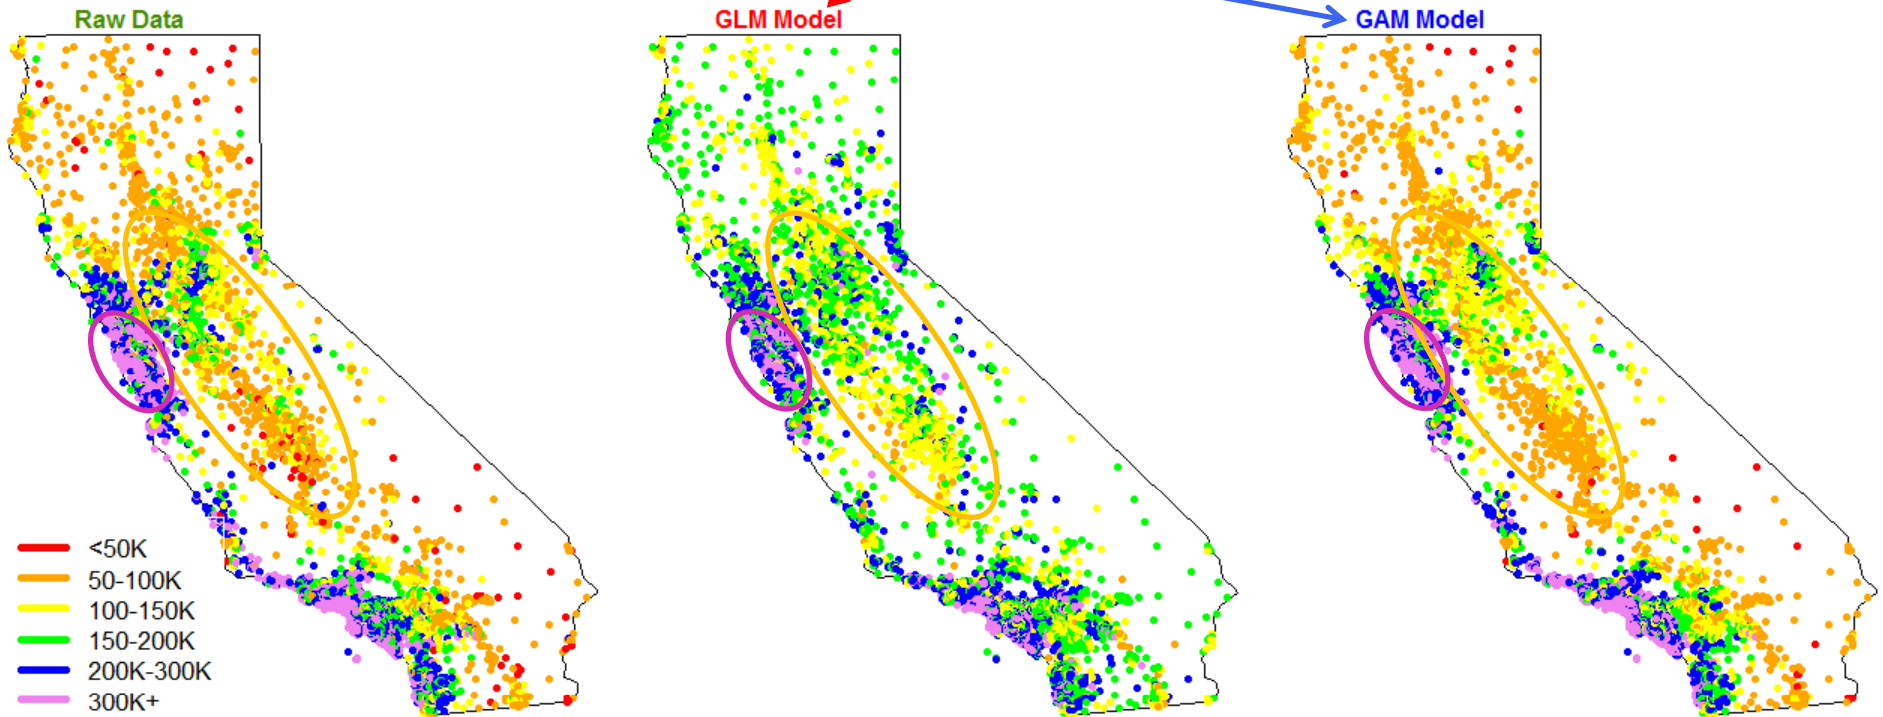 Raw Data
GLM Model
GAM Model
<50K
50-100K
100-150K
150-200K
200K-300K
300K+